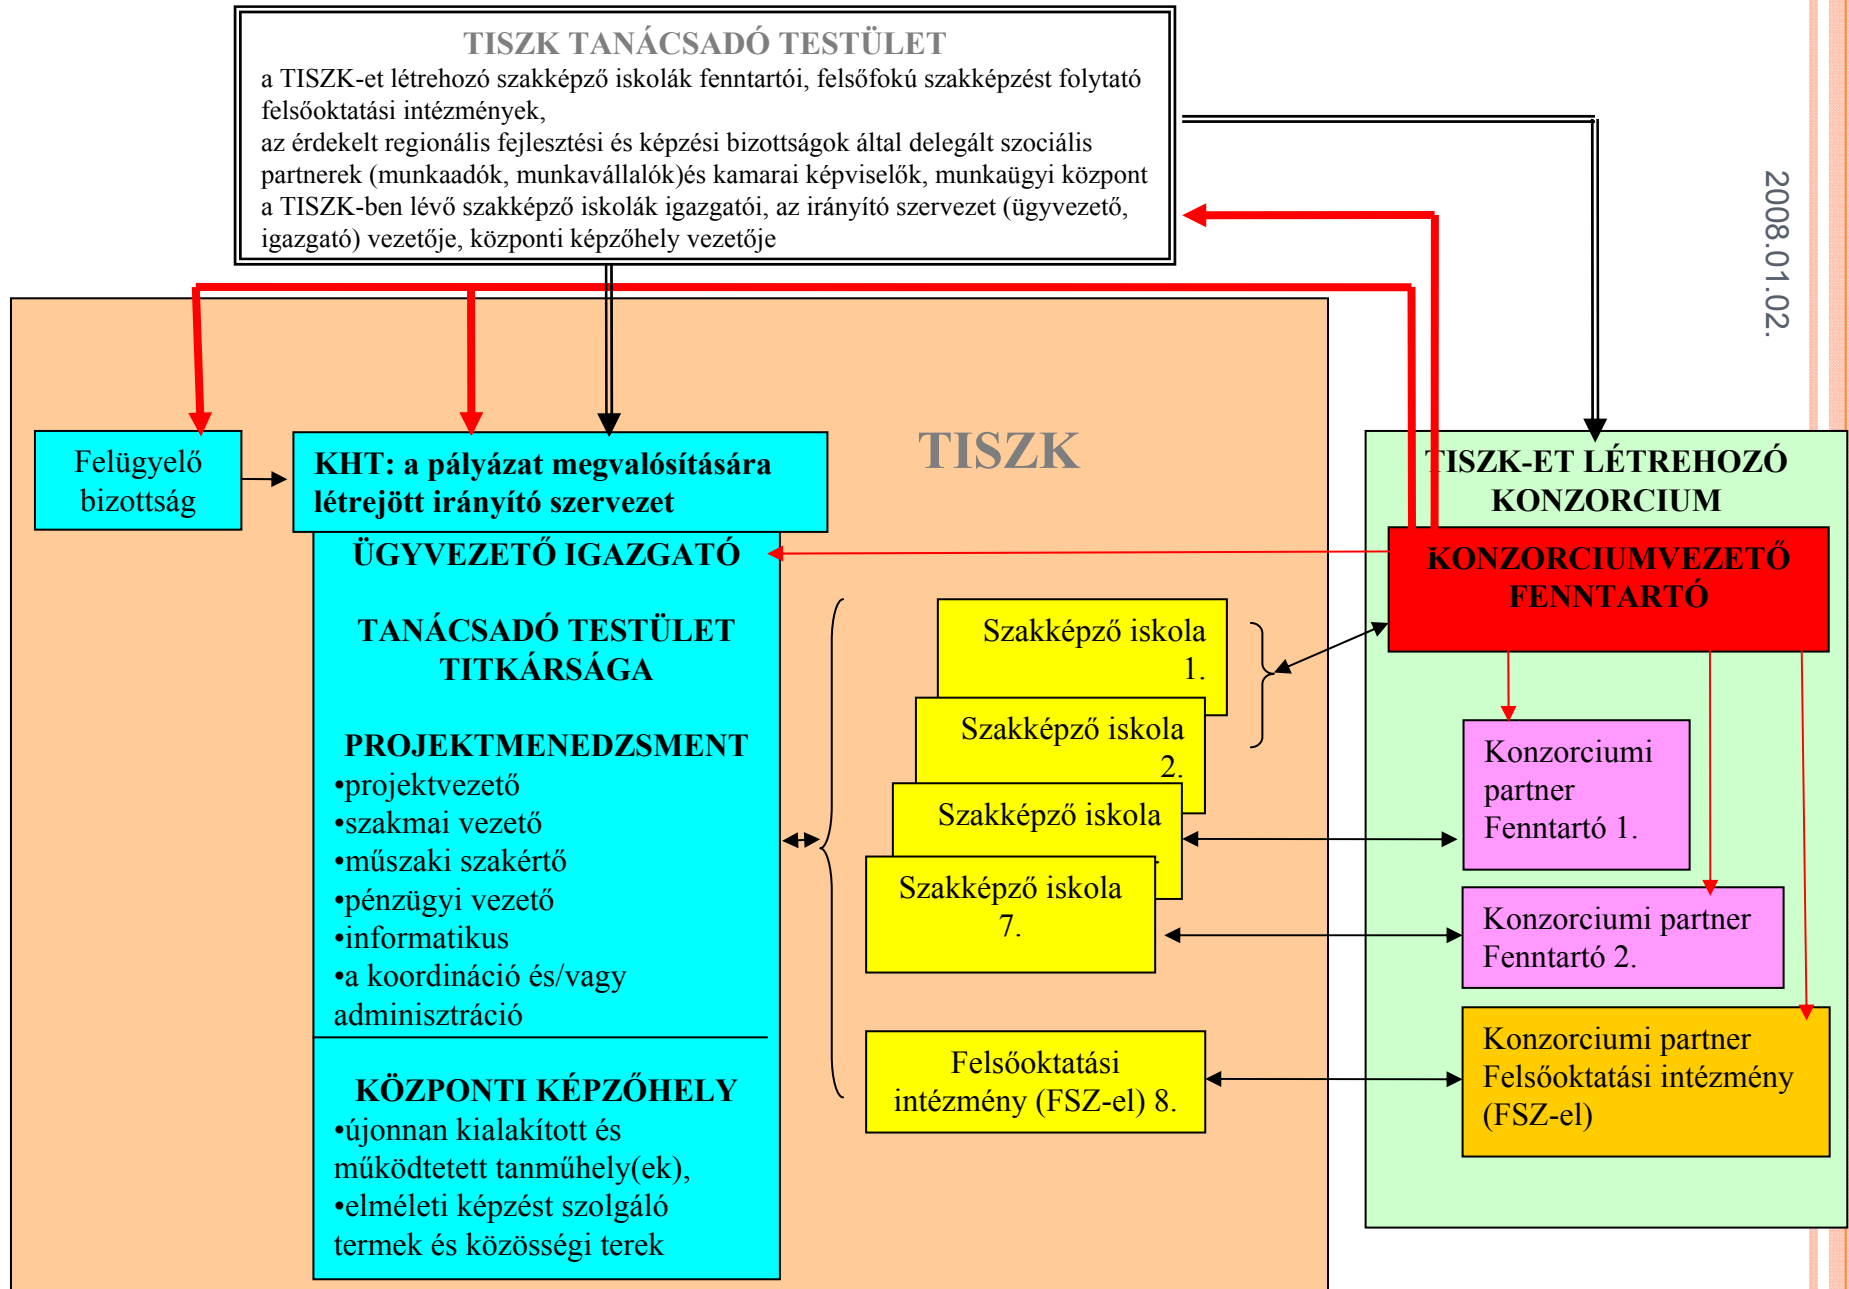 TISZK TANÁCSADÓ TESTÜLET
a TISZK-et létrehozó szakképző iskolák fenntartói, felsőfokú szakképzést folytató
felsőoktatási intézmények,
az érdekelt regionális fejlesztési és képzési bizottságok által delegált szociális
partnerek (munkaadók, munkavállalók)és kamarai képviselők, munkaügyi központ
a TISZK-ben lévő szakképző iskolák igazgatói, az irányító szervezet (ügyvezető,
igazgató) vezetője, központi képzőhely vezetője
2008.01.02.
TISZK
Felügyelő
bizottság
KHT: a pályázat megvalósítására
létrejött irányító szervezet
ÜGYVEZETŐ IGAZGATÓ
TANÁCSADÓ TESTÜLET
TITKÁRSÁGA
PROJEKTMENEDZSMENT
•projektvezető
•szakmai vezető
•műszaki szakértő
•pénzügyi vezető
•informatikus
•a koordináció és/vagy
adminisztráció
KÖZPONTI KÉPZŐHELY
•újonnan kialakított és
működtetett tanműhely(ek),
•elméleti képzést szolgáló
termek és közösségi terek
Szakképző iskola
1.
Szakképző iskola
2.
Szakképző iskola
Szakképző iskola
7.
Felsőoktatási
intézmény (FSZ-el) 8.
TISZK-ET LÉTREHOZÓ
KONZORCIUM
KONZORCIUMVEZETŐ
FENNTARTÓ
Konzorciumi
partner
Fenntartó 1.
Konzorciumi partner
Fenntartó 2.
Konzorciumi partner
Felsőoktatási intézmény
(FSZ-el)